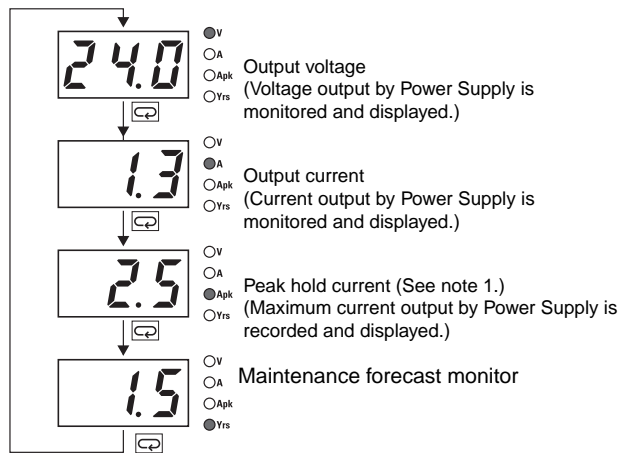 24.0
V
A
Apk
Yrs
Output voltage
(Voltage output by Power Supply is
monitored and displayed.)
1.3
V
A
Apk
Yrs
Output current
(Current output by Power Supply is
monitored and displayed.)
2.5
V
A
Apk
Yrs
Peak hold current (See note 1.)
(Maximum current output by Power Supply is
recorded and displayed.)
1.5
V
A
Apk
Yrs
Maintenance forecast monitor